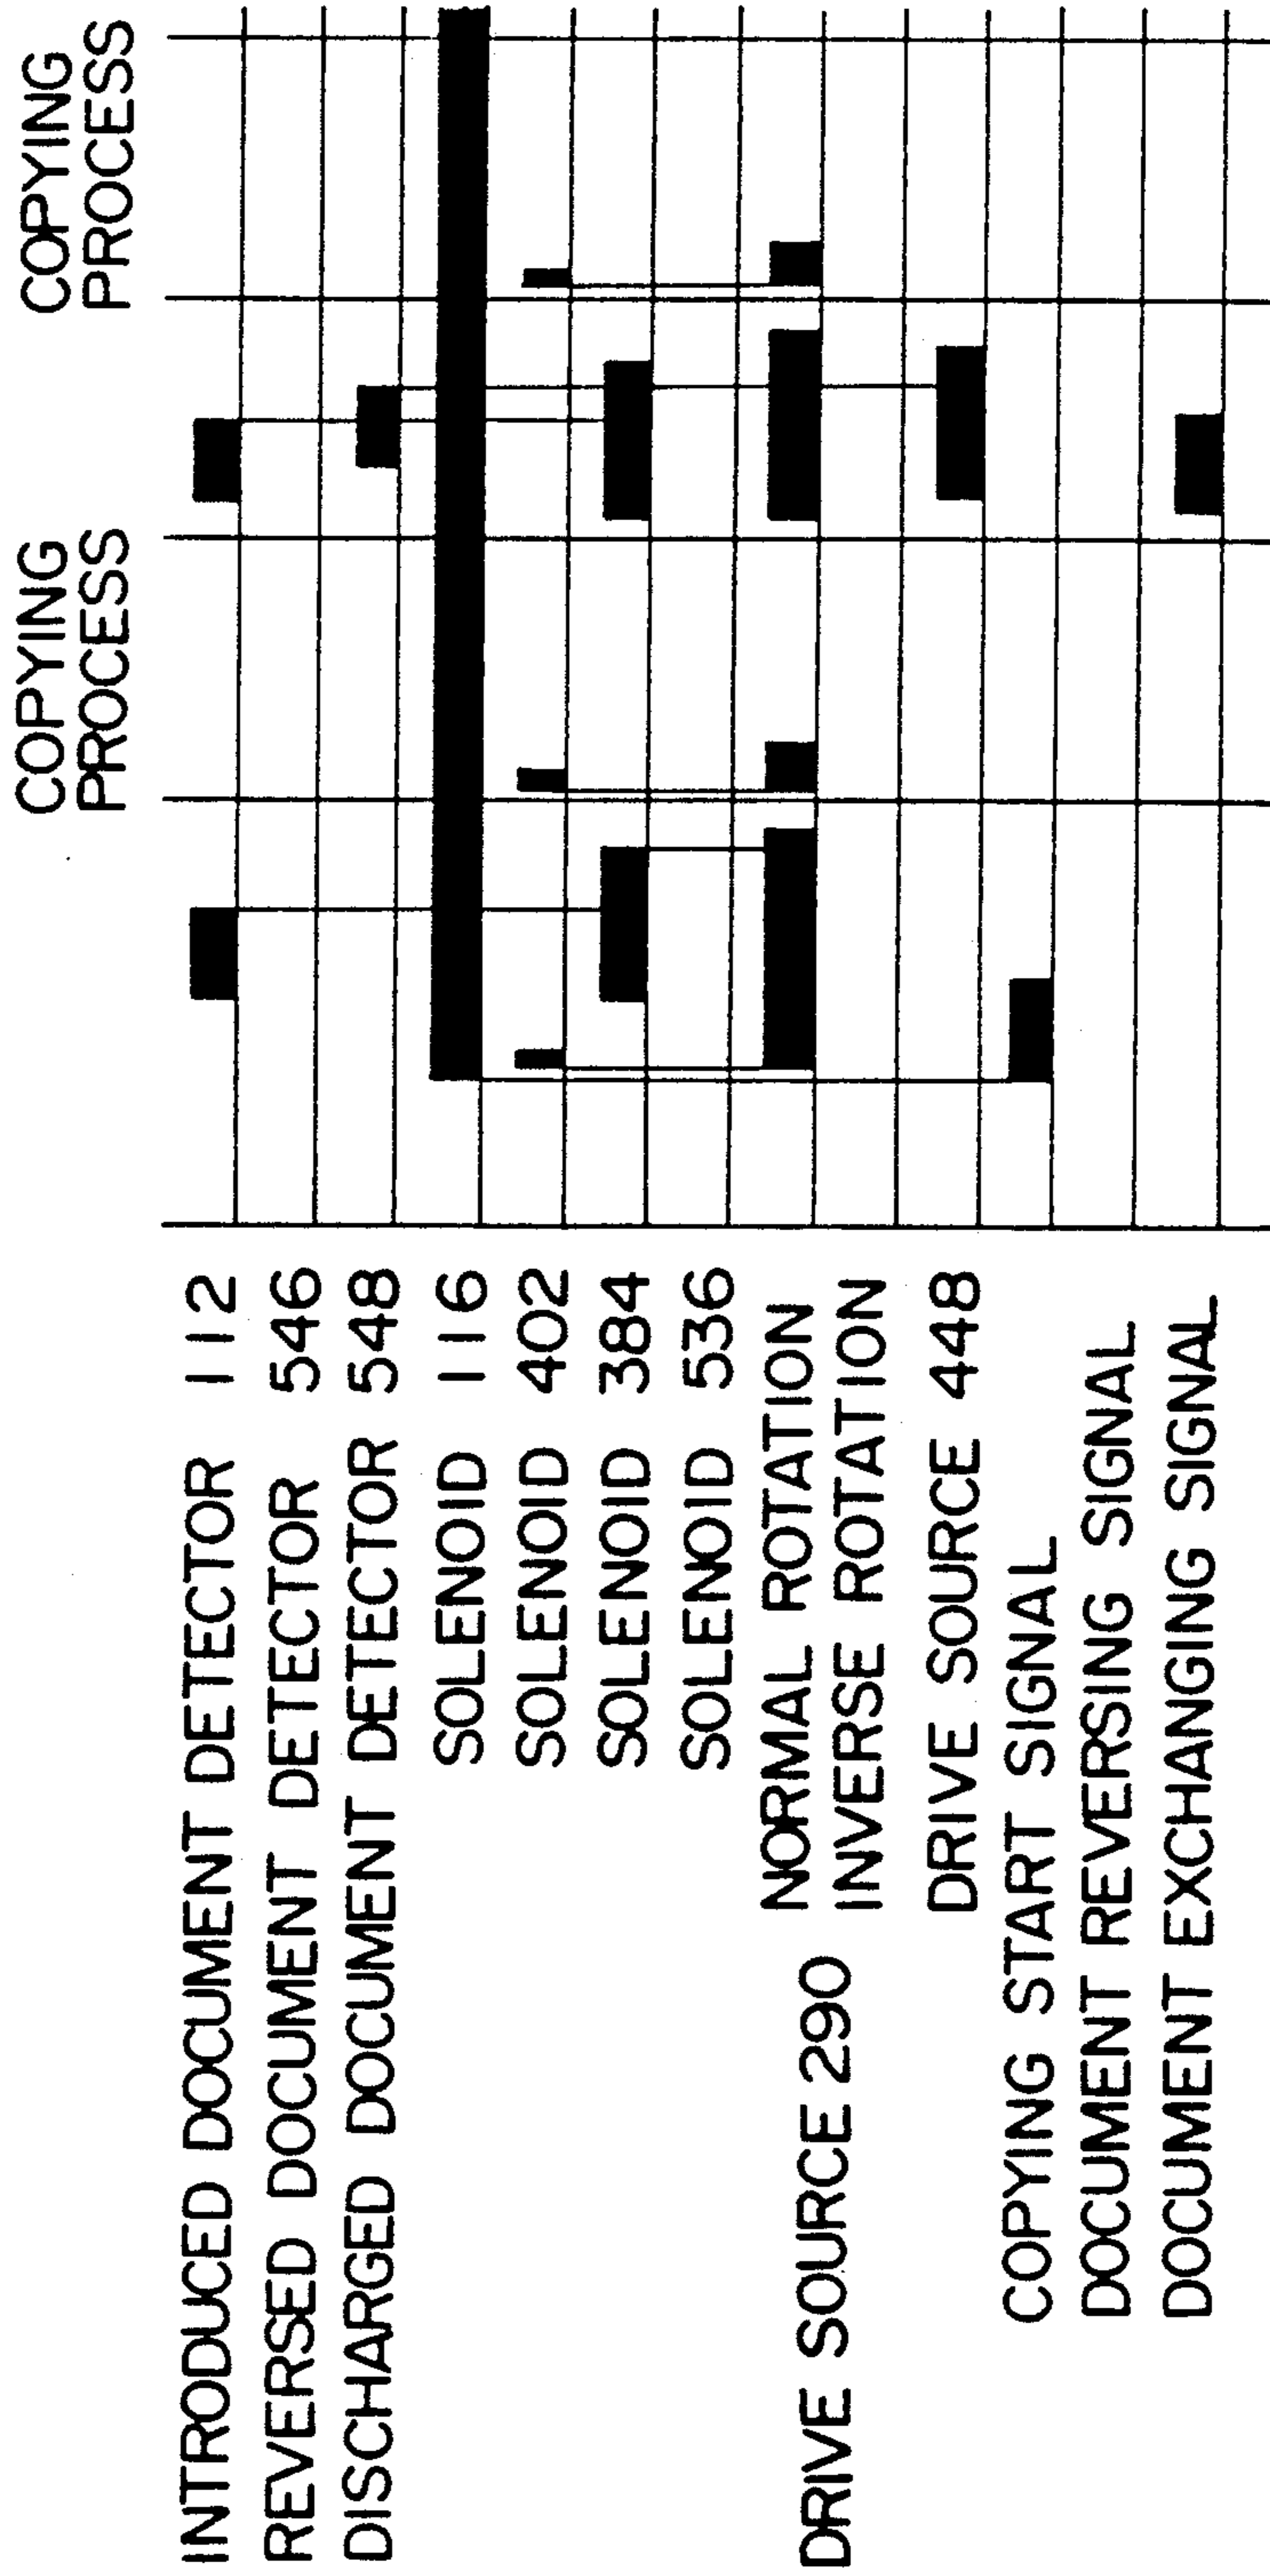 COPYING
PROCESS
COPYING
PROCESS
INTRODUCED DOCUMENT DETECTOR 112
REVERSED DOCUMENT DETECTOR 546
DISCHARGED DOCUMENT DETECTOR 548
SOLENOID 116
SOLENOID 402
SOLENOID 384
SOLENOID 536
NORMAL ROTATION
DRIVE SOURCE 290
INVERSE ROTATION
DRIVE SOURCE 448
COPYING START SIGNAL
DOCUMENT REVERSING SIGNAL
DOCUMENT EXCHANGING SIGNAL